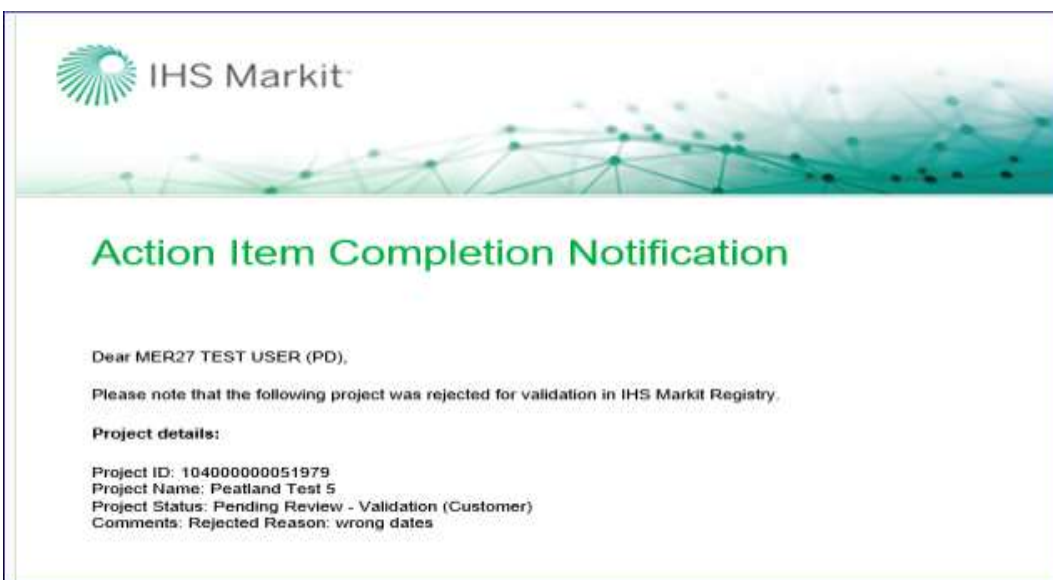 IHS Markit
Action Item Completion Notification
Dear MER27 TEST USER (PD),
Please note that the following project was rejected for validation in IHS Markit Registry.
Project details:
Project ID: 104000000051979
Project Name: Peatland Test 5
Project Status: Pending Review - Validation (Customer)
Comments: Rejected Reason: wrong dates